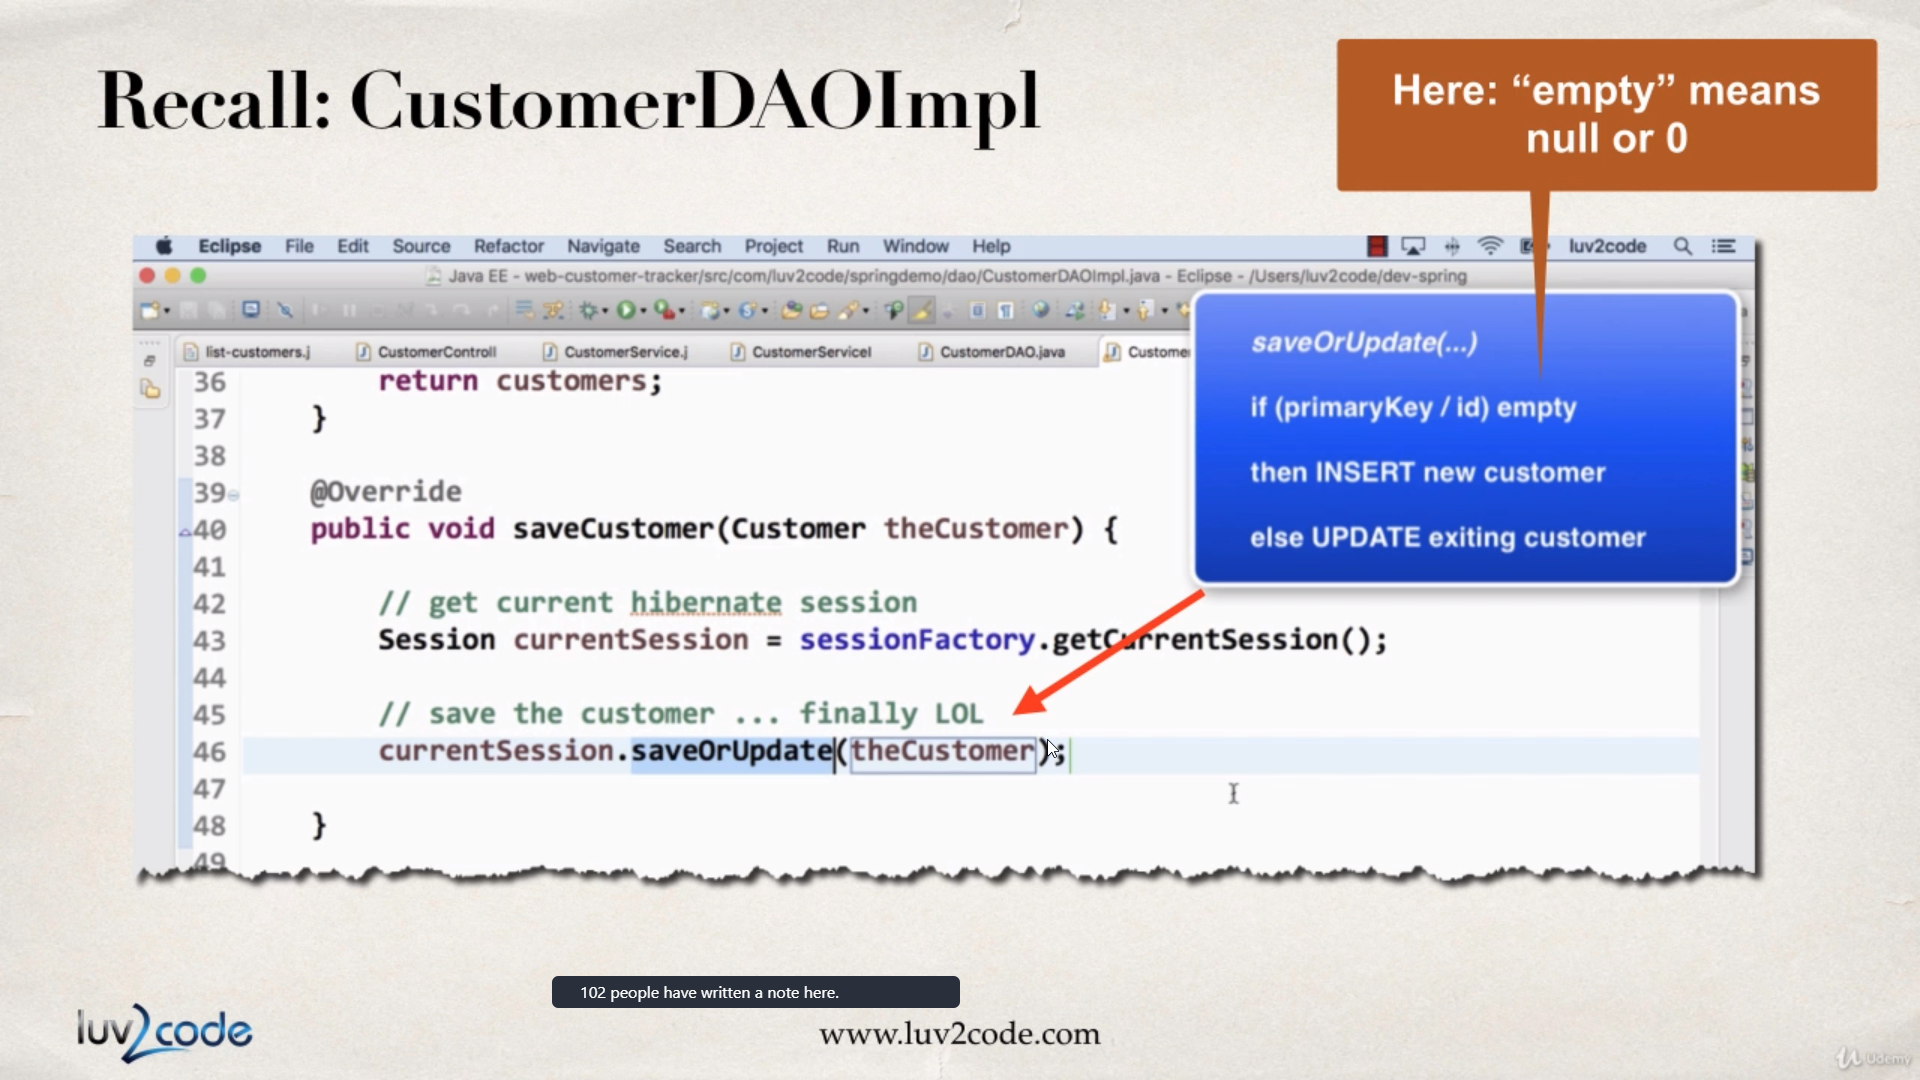 Recall: CustomerDAOImpl
Here: “empty” means
null or 0
Eclipse File Edit Source Refactor Navigate Search Project Run Window Help
luv2code
Java EE - web-customer-tracker/src/com/luv2code/springdemo/dao/CustomerDAOImpl.java - Eclipse - /Users/luv2code/dev-spring
list-customers.j
CustomerControll
CustomerService.j
CustomerServiceI
CustomerDAO.java
Custome
saveOrUpdate(...)
if (primaryKey / id) empty
then INSERT new customer
else UPDATE exiting customer
36 return customers;
37 }
38
39 @Override
40 public void saveCustomer(Customer theCustomer) {
41
42 // get current hibernate session
43 Session currentSession = sessionFactory.getCurrentSession();
44
45 // save the customer ... finally LOL
46 currentSession.saveOrUpdate(theCustomer);
47
48 }
49
102 people have written a note here.
luv2code
www.luv2code.com
Udemy